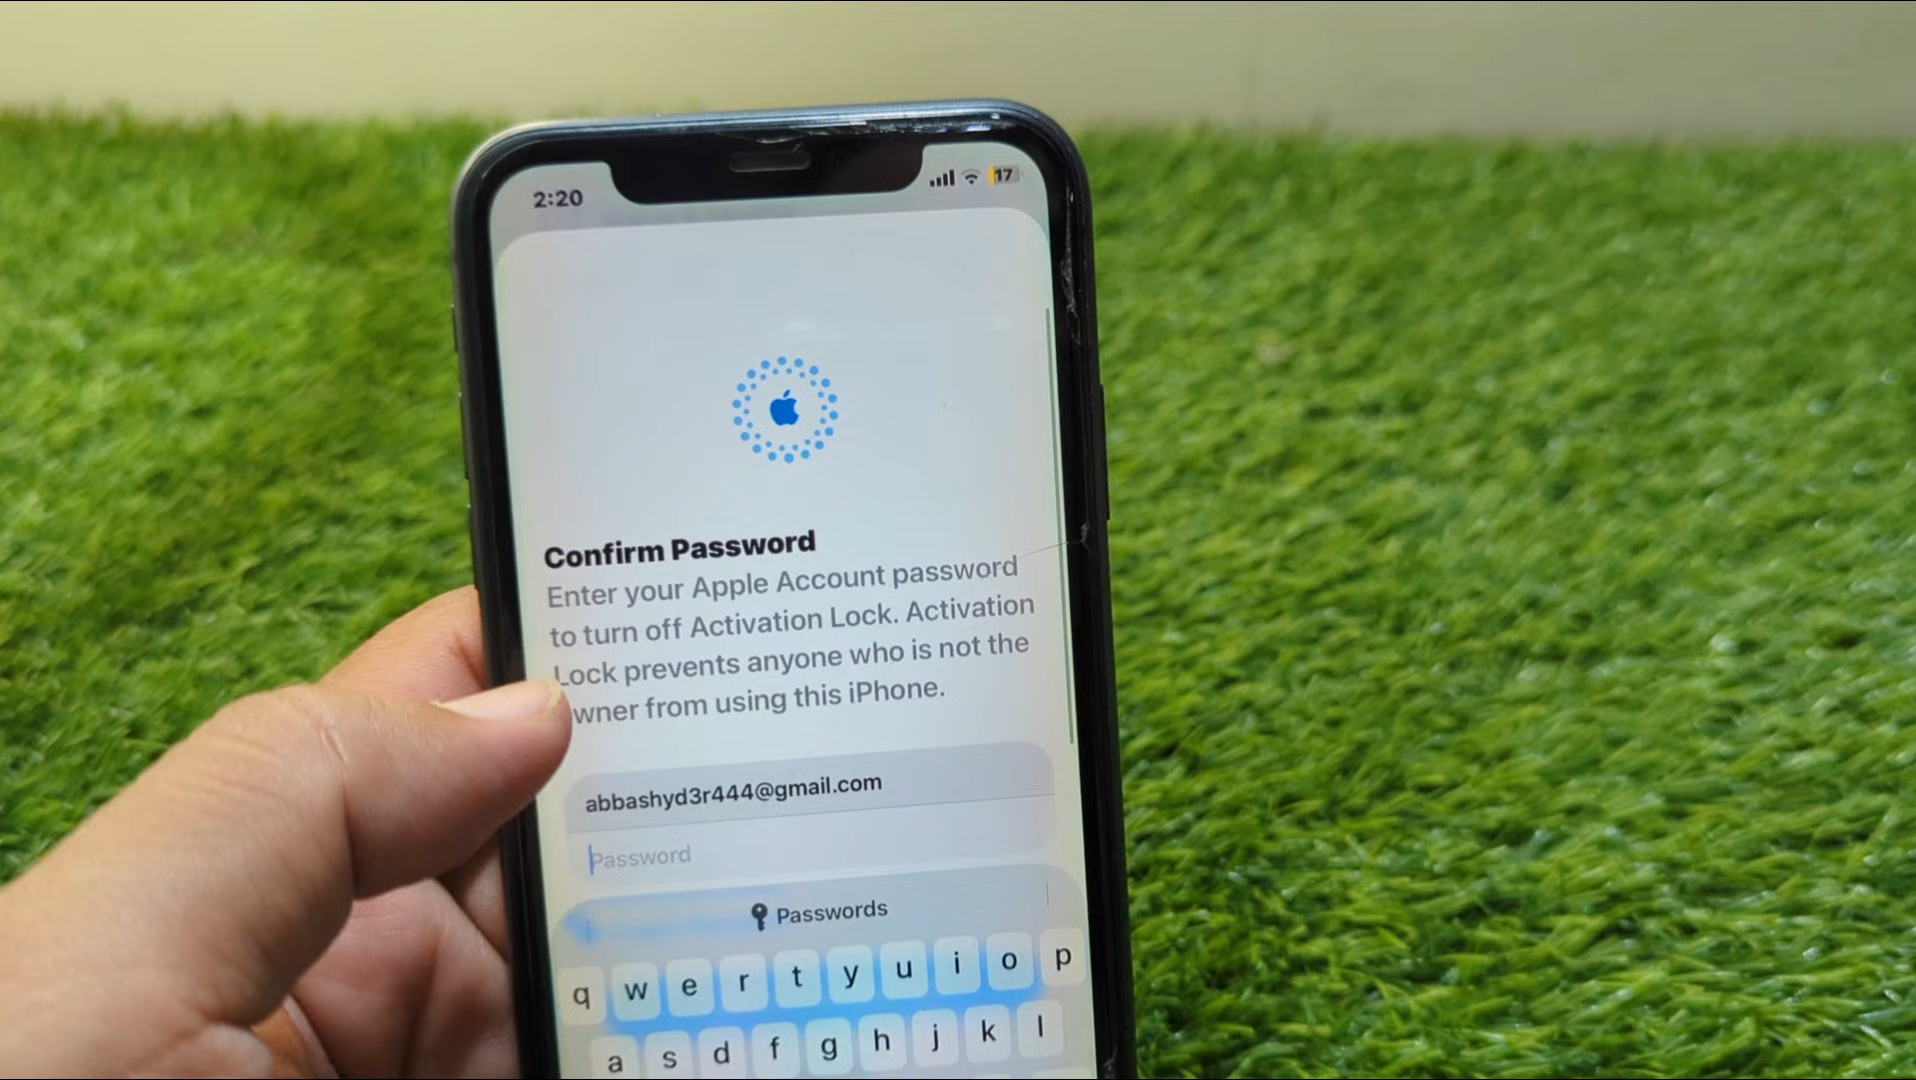 2:20
17
Confirm Password
Enter your Apple Account password
to turn off Activation Lock. Activation
Lock prevents anyone who is not the
wner from using this iPhone.
abbashyd3r444@gmail.com
Password
Passwords
q w e r t y u i o p
a s d f g h j k l